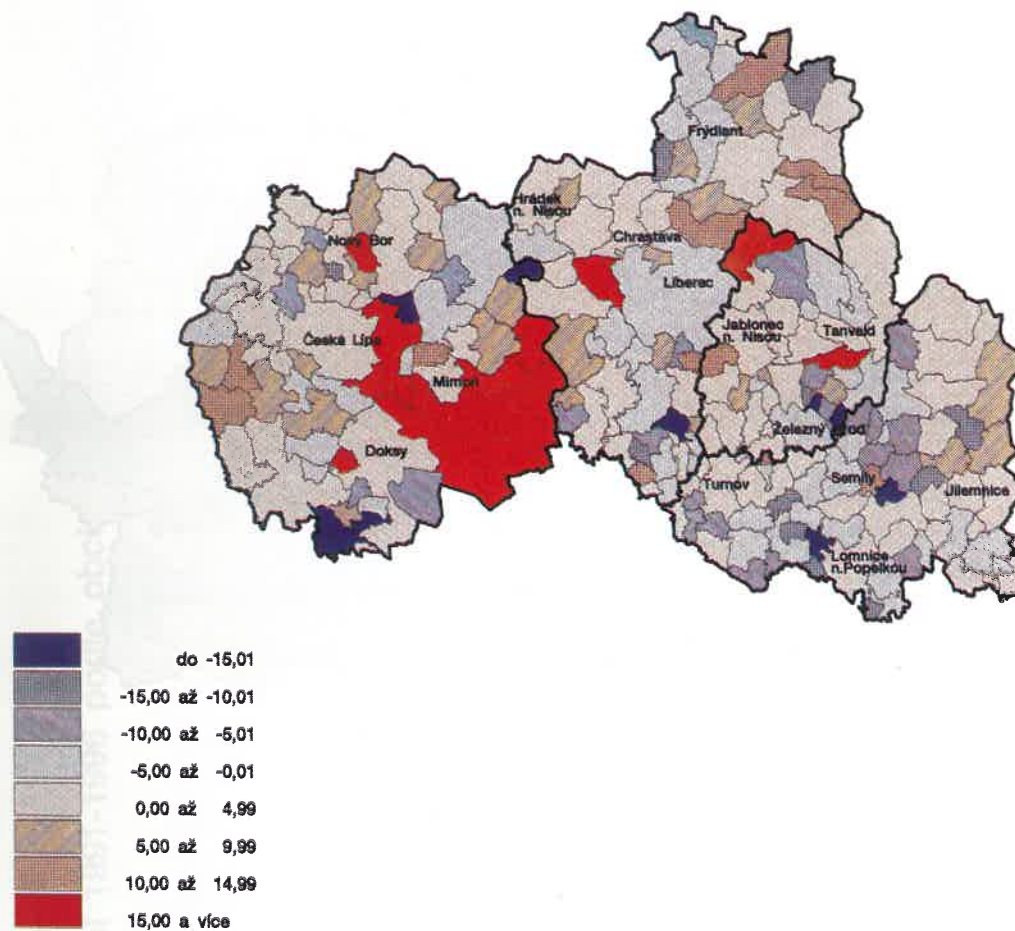 Frýdlant
Hrádek
n. Nisou
Chrastava
Nový Bor
Liberec
Česká Lípa
Jablonec
n. Nisou
Tanvald
Mimoň
Železný Brod
Doksy
Turnov
Semily
Jilemnice
Lomnice
n.Popelkou
do -15,01
-15,00 až -10,01
-10,00 až -5,01
-5,00 až -0,01
0,00 až 4,99
5,00 až 9,99
10,00 až 14,99
15,00 a více